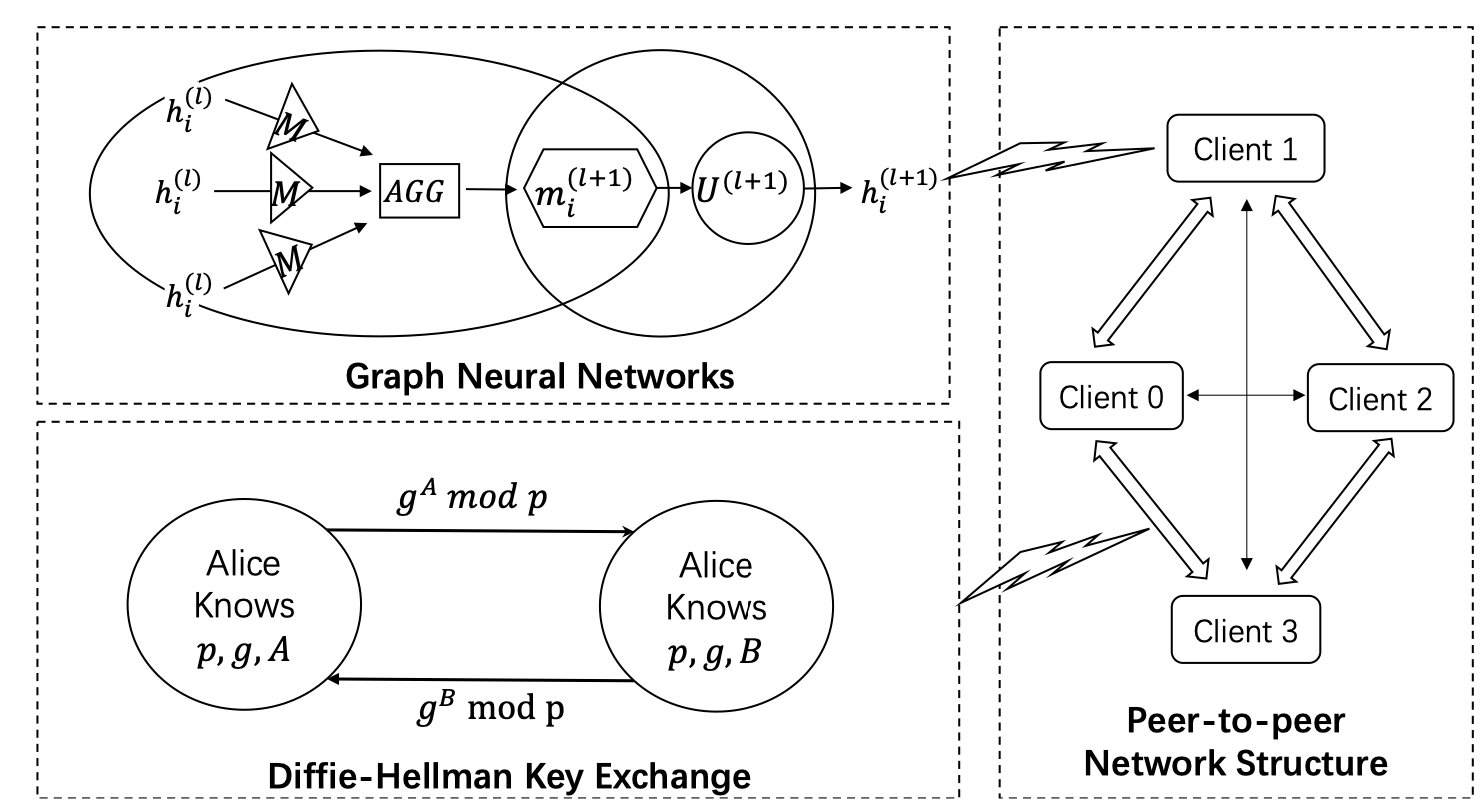 h_i^{(l)}
M
h_i^{(l)}
M
AGG
m_i^{(l+1)}
U^{(l+1)}
h_i^{(l+1)}
h_i^{(l)}
M
Graph Neural Networks
g^A mod p
Alice
Knows
p, g, A
Alice
Knows
p, g, B
g^B mod p
Diffie-Hellman Key Exchange
Client 1
Client 0
Client 2
Client 3
Peer-to-peer
Network Structure